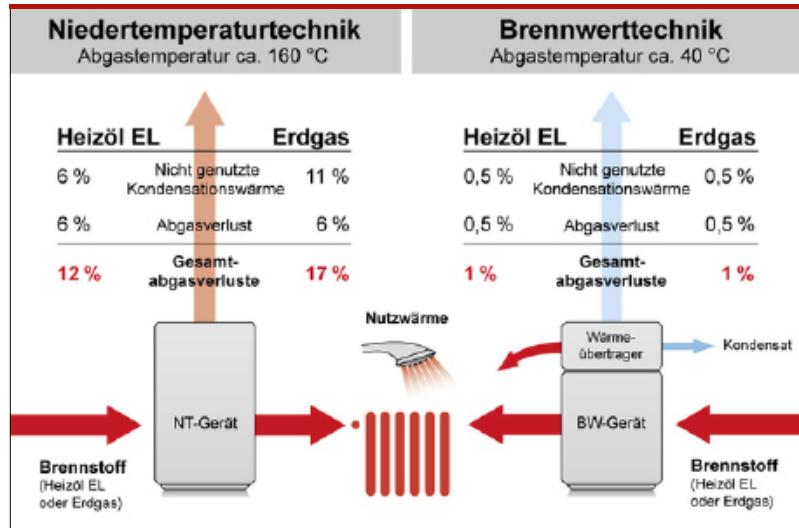 Niedertemperaturtechnik
Abgastemperatur ca. 160 °C
Heizöl EL Erdgas
6 % Nicht genutzte Kondensationswärme 11 %
6 % Abgasverlust 6 %
12 % Gesamt-abgasverluste 17 %
NT-Gerät
Brennstoff
(Heizöl EL
oder Erdgas)
Nutzwärme
Brennwerttechnik
Abgastemperatur ca. 40 °C
Heizöl EL Erdgas
0,5 % Nicht genutzte Kondensationswärme 0,5 %
0,5 % Abgasverlust 0,5 %
1 % Gesamt-abgasverluste 1 %
Wärme-
übertrager
Kondensat
BW-Gerät
Brennstoff
(Heizöl EL
oder Erdgas)